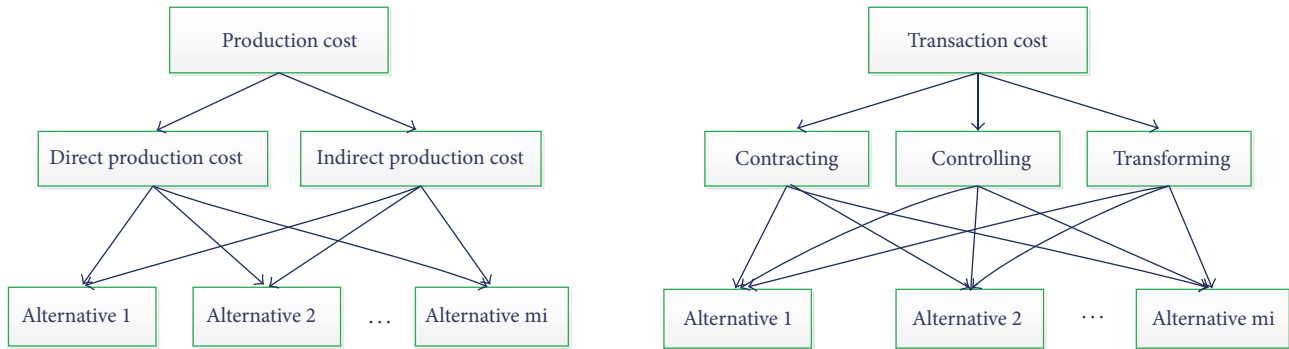 Production cost
Direct production cost
Indirect production cost
Alternative 1
Alternative 2
...
Alternative mi
Transaction cost
Contracting
Controlling
Transforming
Alternative 1
Alternative 2
...
Alternative mi